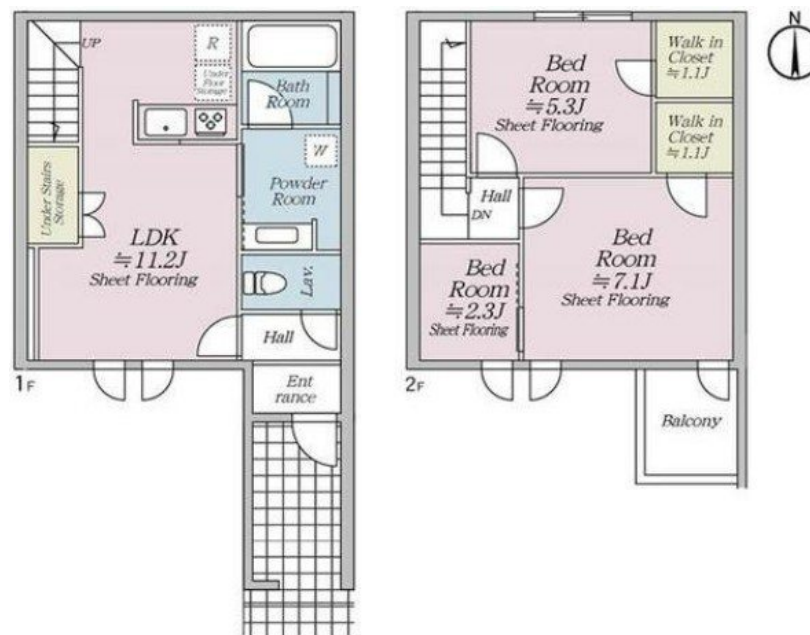 UP
R
Under
Floor
Storage
Bath
Room
W
Powder
Room
Under Stairs
Storage
LDK
≒11.2J
Sheet Flooring
Lav.
Hall
Ent
rance
1F
N
Bed
Room
≒5.3J
Sheet Flooring
Walk in
Closet
≒1.1J
Walk in
Closet
≒1.1J
Hall
DN
Bed
Room
≒7.1J
Sheet Flooring
Bed
Room
≒2.3J
Sheet Flooring
2F
Balcony